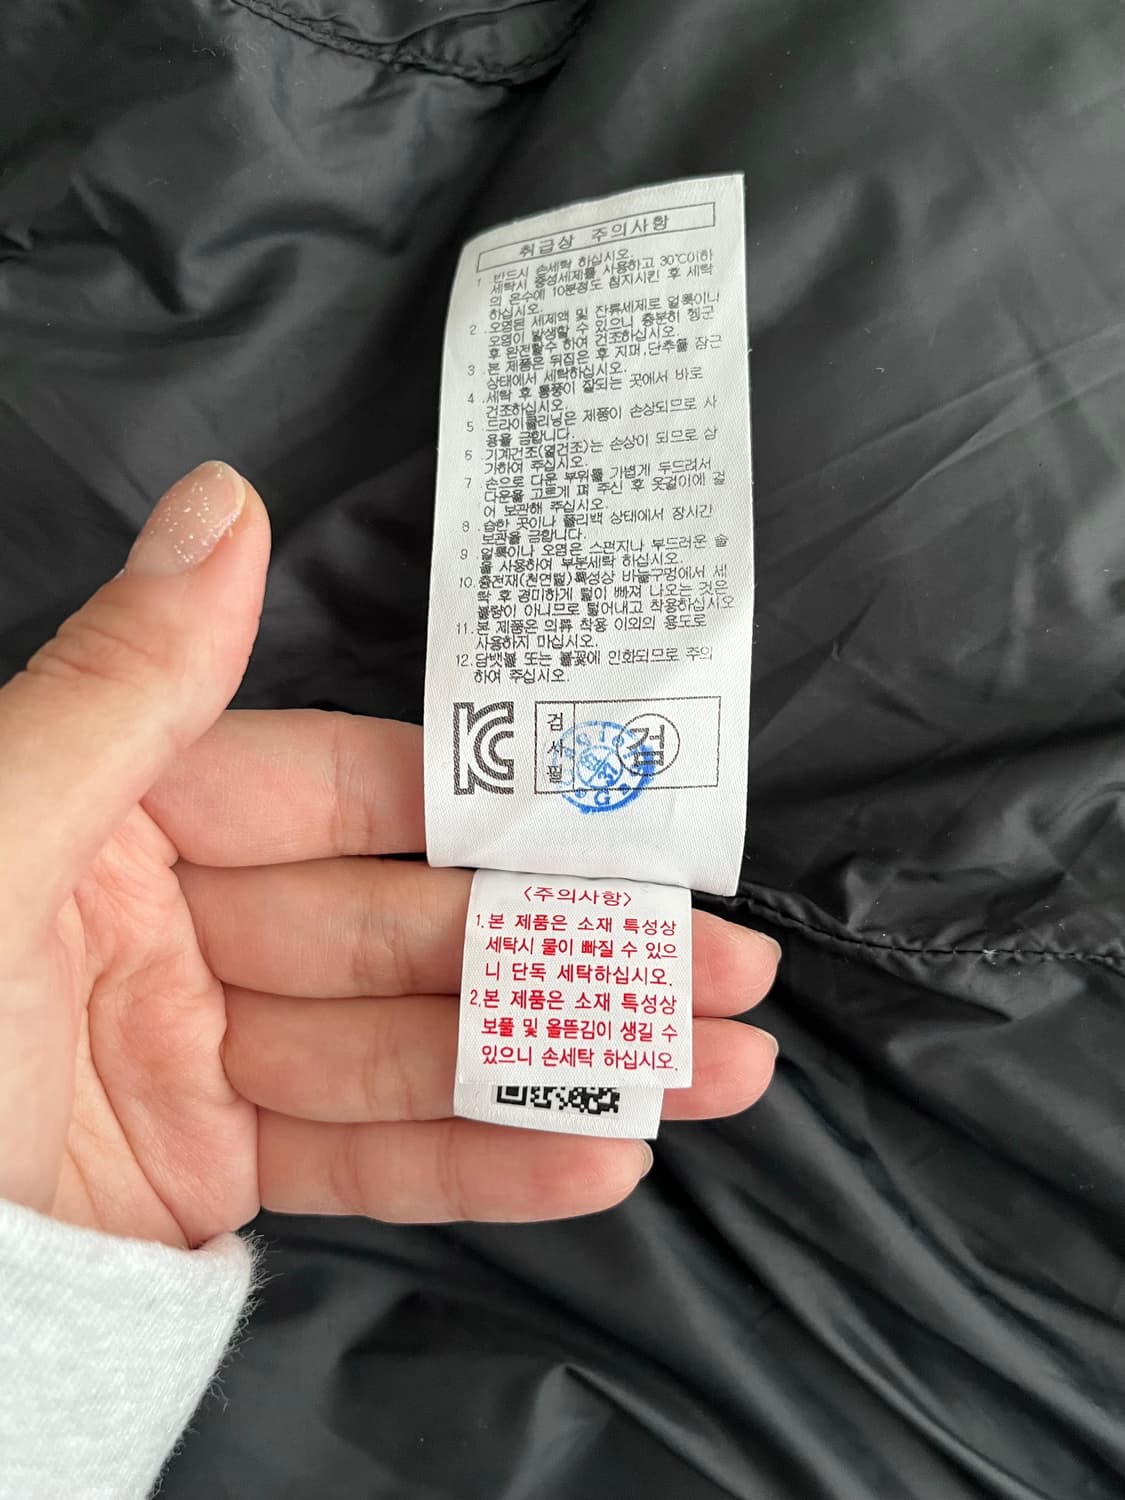 취급상 주의사항
1. 반드시 손세탁 하십시오.
세탁시 중성세제를 사용하고 30℃이하
의 온수에 10분정도 침지시킨 후 세탁
하십시오.
2. 오염은 세제액 및 잔류세제로 얼룩이나
오염이 발생할 수 있으니 충분히 헹군
후 완전탈수 하여 건조하십시오.
3. 본 제품은 뒤집은 후 지퍼,단추를 잠근
상태에서 세탁하십시오.
4. 세탁 후 통풍이 잘되는 곳에서 바로
건조하십시오.
5. 드라이클리닝은 제품이 손상되므로 사
용을 금합니다.
6. 기계건조(열건조)는 손상이 되므로 삼
가하여 주십시오.
7. 손으로 다운 부위를 가볍게 두드려서
다운을 고르게 펴 주신 후 옷걸이에 걸
어 보관해 주십시오.
8. 습한 곳이나 폴리백 상태에서 장시간
보관을 금합니다.
9. 얼룩이나 오염은 스펀지나 부드러운 솔
을 사용하여 부분세탁 하십시오.
10. 충전재(천연털)특성상 바늘구멍에서 세
탁 후 경미하게 털이 빠져 나오는 것은
불량이 아니므로 털어내고 착용하십시오
11. 본 제품은 의류 착용 이외의 용도로
사용하지 마십시오.
12. 담뱃불 또는 불꽃에 인화되므로 주의
하여 주십시오.
검사필 검
<주의사항>
1.본 제품은 소재 특성상
세탁시 물이 빠질 수 있으
니 단독 세탁하십시오.
2.본 제품은 소재 특성상
보풀 및 올뜯김이 생길 수
있으니 손세탁 하십시오.